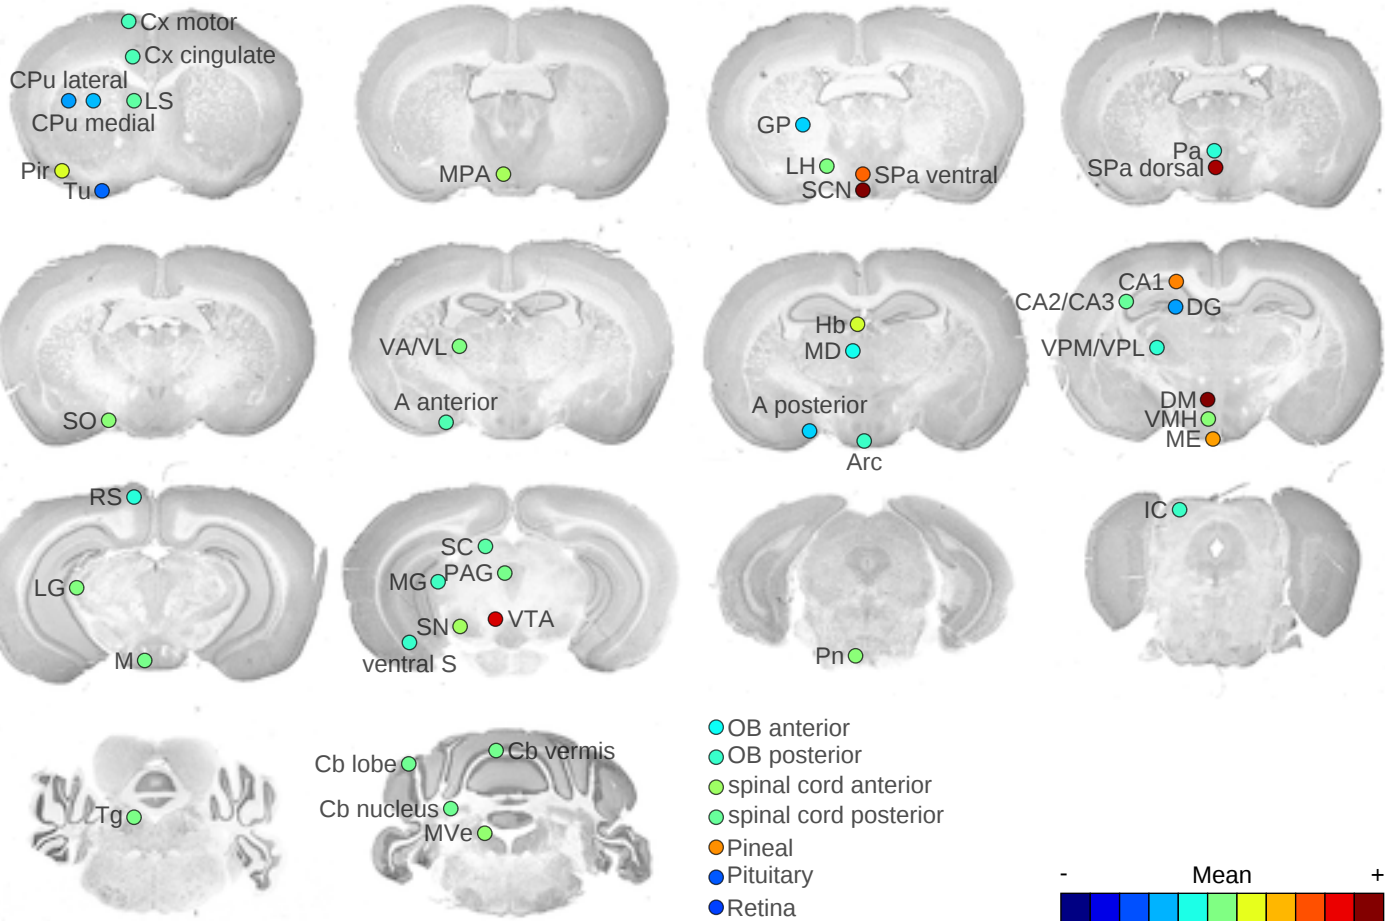 Cx motor
Cx cingulate
CPu lateral
LS
CPu medial
Pir
Tu
MPA
GP
LH
SPa ventral
SCN
Pa
SPa dorsal
SO
VA/VL
A anterior
Hb
MD
A posterior
Arc
CA1
CA2/CA3
DG
VPM/VPL
DM
VMH
ME
RS
LG
M
SC
MG
PAG
VTA
SN
ventral S
Pn
IC
Tg
Cb lobe
Cb vermis
Cb nucleus
MVe
OB anterior
OB posterior
spinal cord anterior
spinal cord posterior
Pineal
Pituitary
Retina
- Mean +